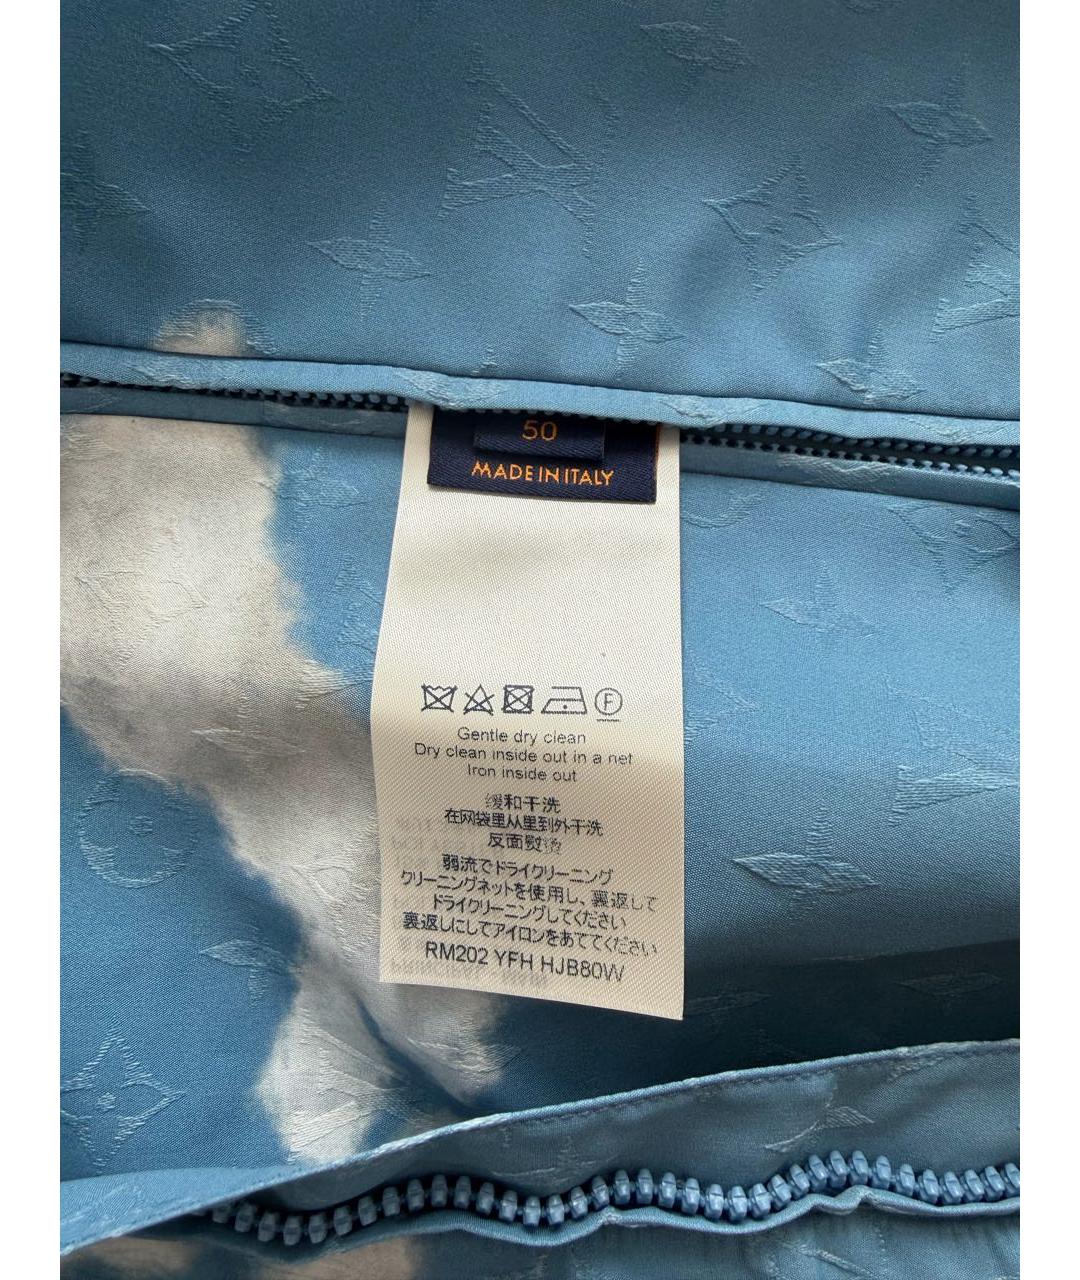 50
MADE IN ITALY
F
Gentle dry clean
Dry clean inside out in a net
Iron inside out
缓和干洗
在网袋里从里到外干洗
反面熨烫
弱流でドライクリーニング
クリーニングネットを使用し、裏返して
ドライクリーニングしてください
裏返しにしてアイロンをあててください
RM202 YFH HJB80W